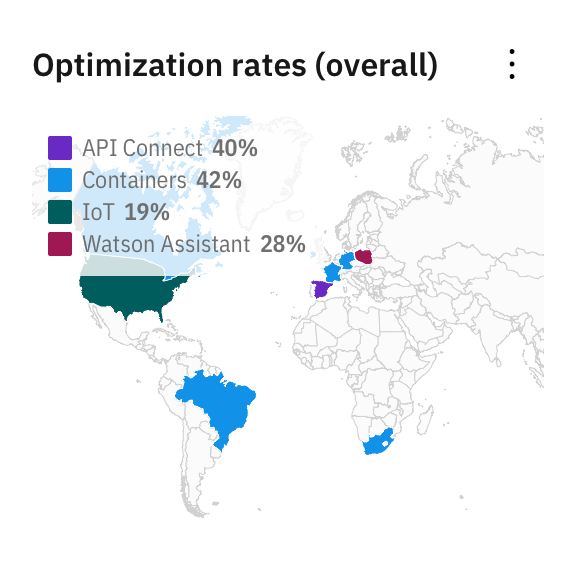 Optimization rates (overall)
API Connect 40%
Containers 42%
IoT 19%
Watson Assistant 28%